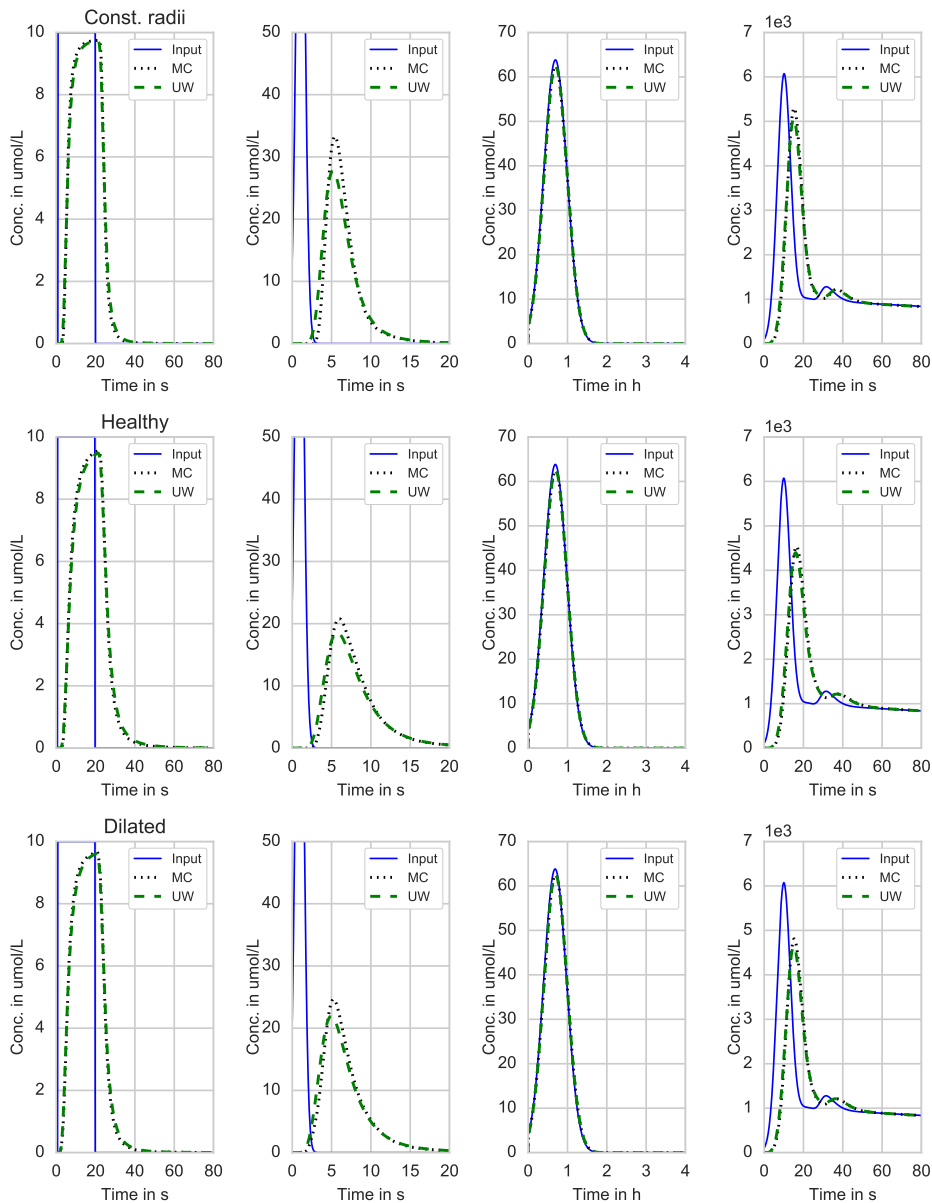 Const. radii
Conc. in umol/L
10
8
6
4
2
0
0 20 40 60 80
Time in s
Input
MC
UW
Conc. in umol/L
50
40
30
20
10
0
0 5 10 15 20
Time in s
Input
MC
UW
Conc. in umol/L
70
60
50
40
30
20
10
0
0 1 2 3 4
Time in h
Input
MC
UW
1e3
Conc. in umol/L
7
6
5
4
3
2
1
0
0 20 40 60 80
Time in s
Input
MC
UW
Healthy
Conc. in umol/L
10
8
6
4
2
0
0 20 40 60 80
Time in s
Input
MC
UW
Conc. in umol/L
50
40
30
20
10
0
0 5 10 15 20
Time in s
Input
MC
UW
Conc. in umol/L
70
60
50
40
30
20
10
0
0 1 2 3 4
Time in h
Input
MC
UW
1e3
Conc. in umol/L
7
6
5
4
3
2
1
0
0 20 40 60 80
Time in s
Input
MC
UW
Dilated
Conc. in umol/L
10
8
6
4
2
0
0 20 40 60 80
Time in s
Input
MC
UW
Conc. in umol/L
50
40
30
20
10
0
0 5 10 15 20
Time in s
Input
MC
UW
Conc. in umol/L
70
60
50
40
30
20
10
0
0 1 2 3 4
Time in h
Input
MC
UW
1e3
Conc. in umol/L
7
6
5
4
3
2
1
0
0 20 40 60 80
Time in s
Input
MC
UW